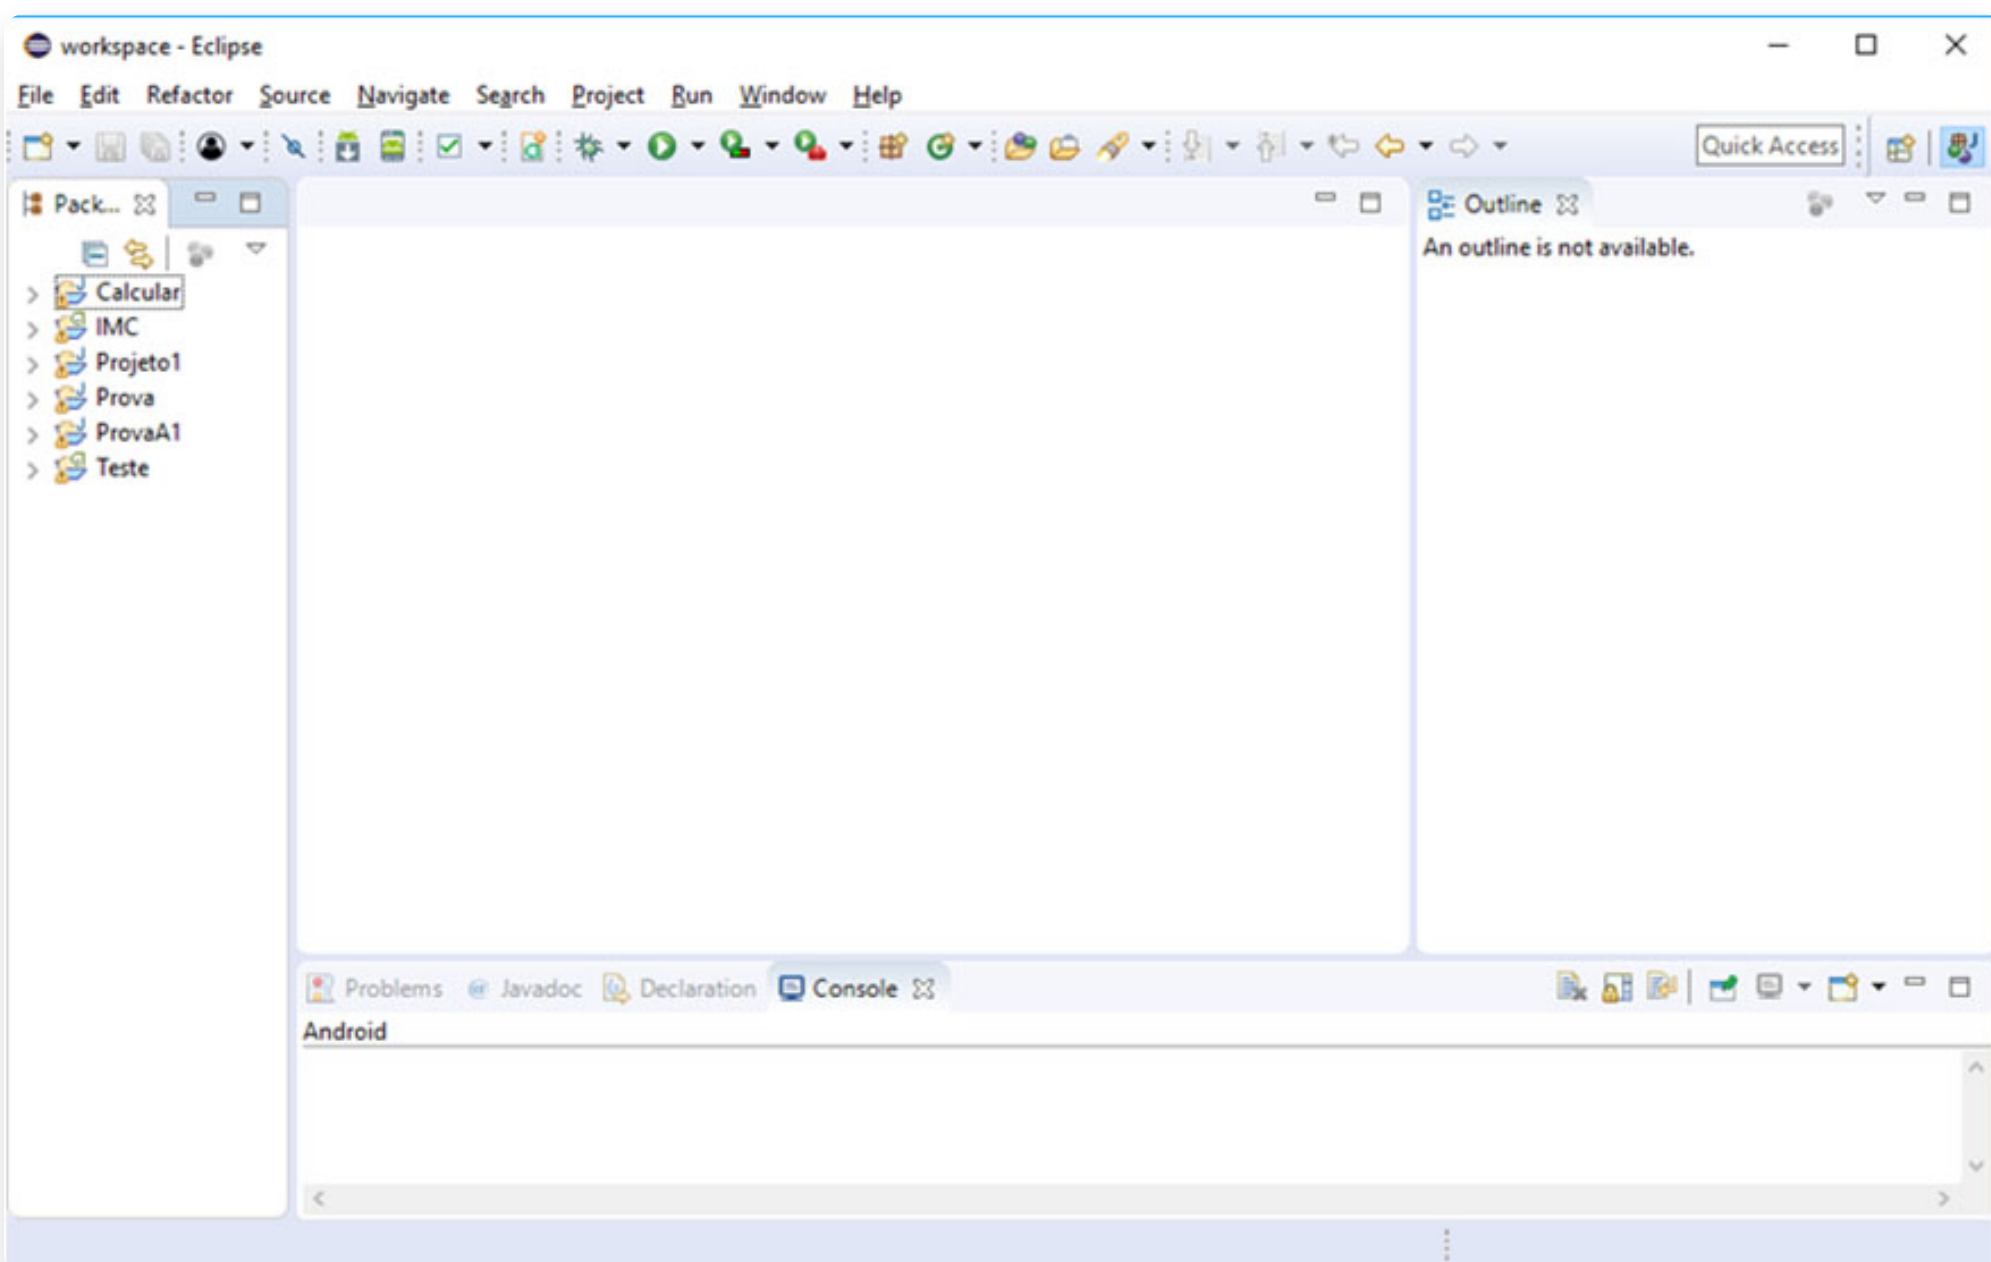 workspace - Eclipse
File Edit Refactor Source Navigate Search Project Run Window Help
Quick Access
Pack...
Calcular
IMC
Projeto1
Prova
ProvaA1
Teste
Outline
An outline is not available.
Problems Javadoc Declaration Console
Android